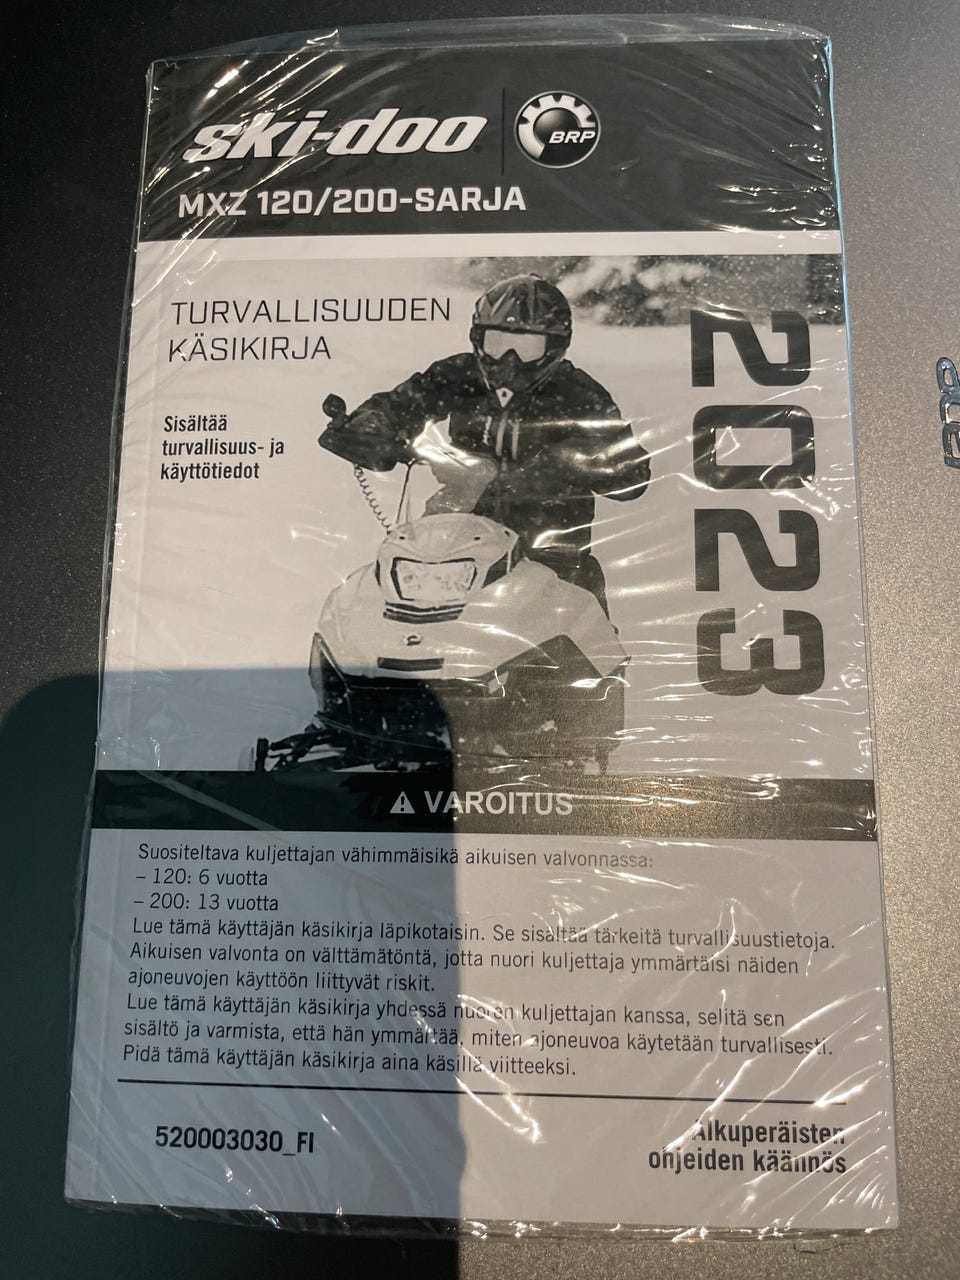 ski-doo
BRP
MXZ 120/200-SARJA
TURVALLISUUDEN
KÄSIKIRJA
Sisältää
turvallisuus- ja
käyttötiedot
2023
VAROITUS
Suositeltava kuljettajan vähimmäisikä aikuisen valvonnassa:
– 120: 6 vuotta
– 200: 13 vuotta
Lue tämä käyttäjän käsikirja läpikotaisin. Se sisältää tärkeitä turvallisuustietoja.
Aikuisen valvonta on välttämätöntä, jotta nuori kuljettaja ymmärtäisi näiden
ajoneuvojen käyttöön liittyvät riskit.
Lue tämä käyttäjän käsikirja yhdessä nuoren kuljettajan kanssa, selitä sen
sisältö ja varmista, että hän ymmärtää, miten ajoneuvoa käytetään turvallisesti.
Pidä tämä käyttäjän käsikirja aina käsillä viitteeksi.
520003030_FI
Alkuperäisten
ohjeiden käännös